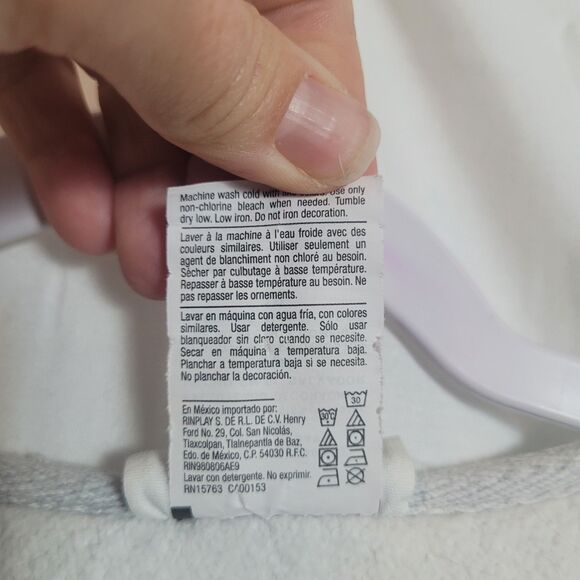 Machine wash cold with like colors. Use only
non-chlorine bleach when needed. Tumble
dry low. Low iron. Do not iron decoration.
Laver à la machine à l'eau froide avec des
couleurs similaires. Utiliser seulement un
agent de blanchiment non chloré au besoin.
Sécher par culbutage à basse température.
Repasser à basse température au besoin. Ne
pas repasser les ornements.
Lavar en máquina con agua fría, con colores
similares. Usar detergente. Sólo usar
blanqueador sin cloro cuando se necesite.
Secar en máquina a temperatura baja.
Planchar a temperatura baja si se necesita.
No planchar la decoración.
En México importado por:
RINPLAY S. DE R.L. DE C.V. Henry
Ford No. 29, Col. San Nicolás,
Tlaxcolpan, Tlalnepantla de Baz,
Edo. de México, C.P. 54030 R.F.C.
RIN980806AE9
Lavar con detergente. No exprimir.
RN15763 CA00153
30
30°C